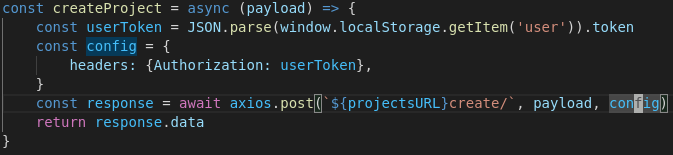 const createProject = async (payload) => {
    const userToken = JSON.parse(window.localStorage.getItem('user')).token
    const config = {
        headers: {Authorization: userToken},
    }
    const response = await axios.post(`${projectsURL}create/`, payload, config)
    return response.data
}